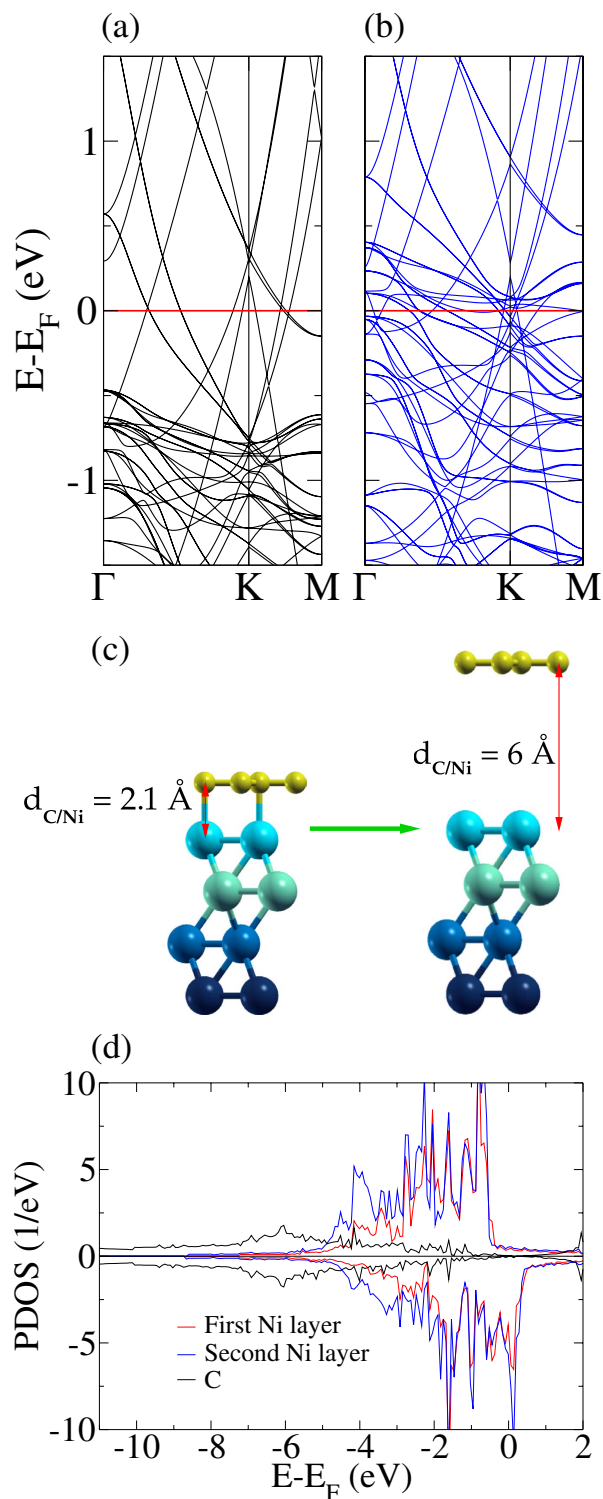 (a) (b)
E-E_F (eV)
1
0
-1
Γ K M Γ K M
(c)
d_C/Ni = 2.1 Å
d_C/Ni = 6 Å
(d)
PDOS (1/eV)
10
5
0
-5
-10
First Ni layer
Second Ni layer
C
-10 -8 -6 -4 -2 0 2
E-E_F (eV)